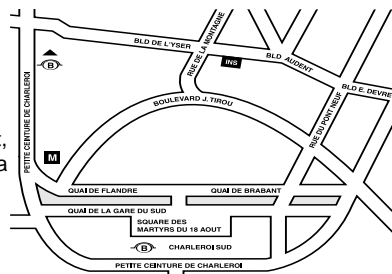 BLD DE L'YSER
RUE DE LA MONTAGNE
INS
BLD AUDENT
BLD E. DEVRE
B
PETITE CEINTURE DE CHARLEROI
BOULEVARD J. TIROU
RUE DU PONT NEUF
M
a
QUAI DE FLANDRE
QUAI DE BRABANT
QUAI DE LA GARE DU SUD
SQUARE DES
MARTYRS DU 18 AOUT
B
CHARLEROI SUD
PETITE CEINTURE DE CHARLEROI